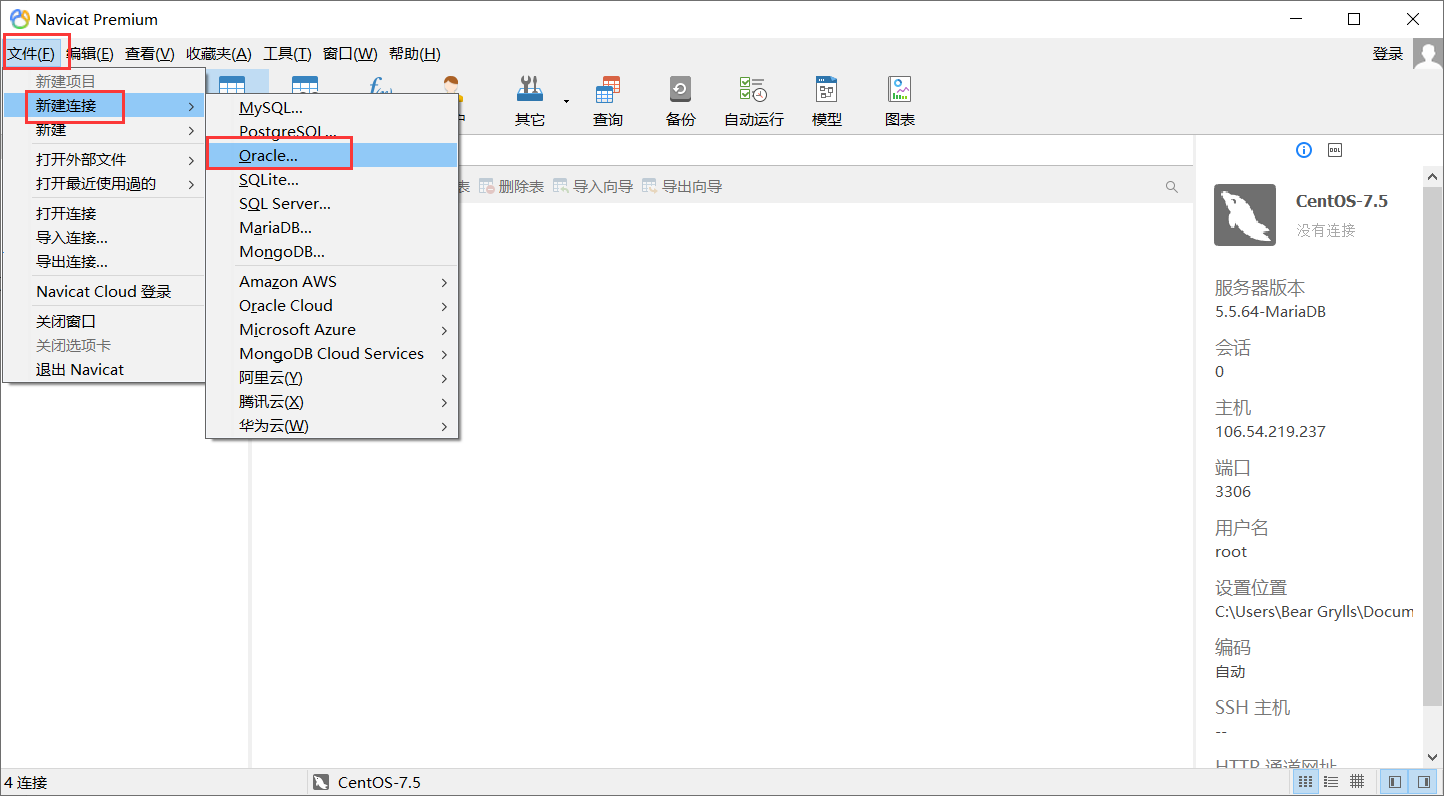 Navicat Premium
文件(F) 编辑(E) 查看(V) 收藏夹(A) 工具(T) 窗口(W) 帮助(H) 登录
新建项目
新建连接
新建
打开外部文件
打开最近使用過的
打开连接
导入连接...
导出连接...
Navicat Cloud 登录
关闭窗口
关闭选项卡
退出 Navicat
MySQL...
PostgreSQL...
Oracle...
SQLite...
SQL Server...
MariaDB...
MongoDB...
Amazon AWS
Oracle Cloud
Microsoft Azure
MongoDB Cloud Services
阿里云(Y)
腾讯云(X)
华为云(W)
其它 查询 备份 自动运行 模型 图表
表 删除表 导入向导 导出向导
DDL
CentOS-7.5
没有连接
服务器版本
5.5.64-MariaDB
会话
0
主机
106.54.219.237
端口
3306
用户名
root
设置位置
C:\Users\Bear Grylls\Docum
编码
自动
SSH 主机
--
HTTP 通道网址
4 连接 CentOS-7.5